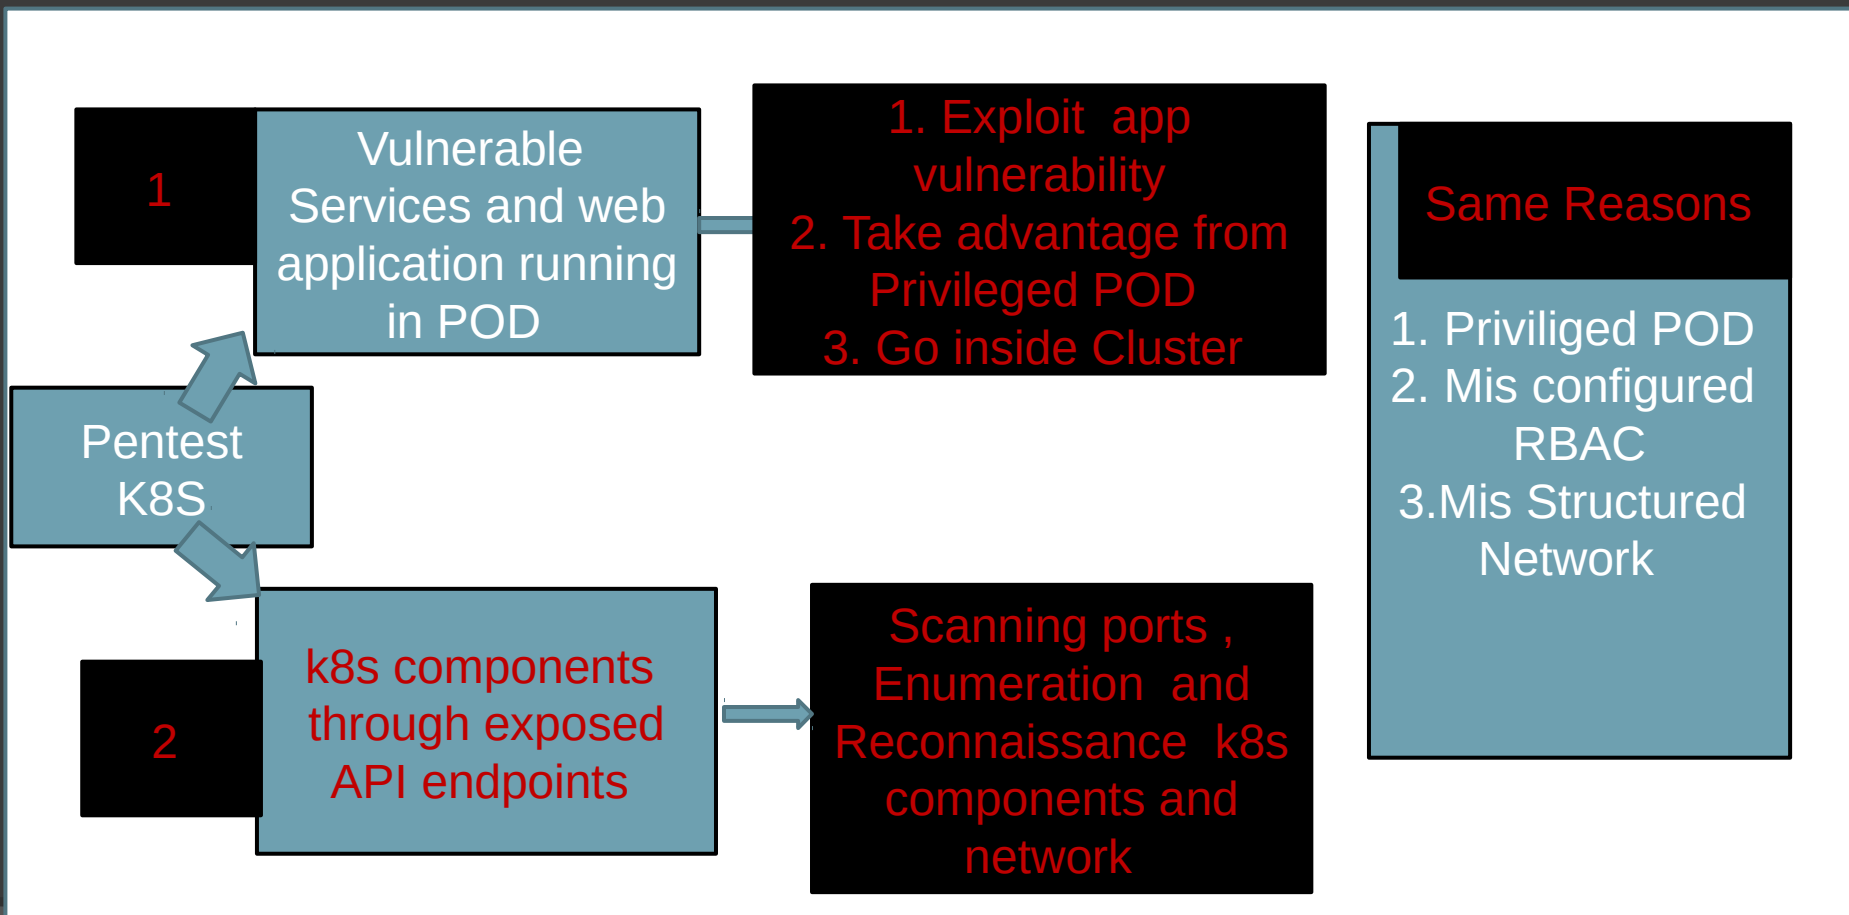 1
Vulnerable
Services and web
application running
in POD
1. Exploit app
vulnerability
2. Take advantage from
Privileged POD
3. Go inside Cluster
Same Reasons
1. Priviliged POD
2. Mis configured
RBAC
3.Mis Structured
Network
Pentest
K8S
2
k8s components
through exposed
API endpoints
Scanning ports ,
Enumeration and
Reconnaissance k8s
components and
network